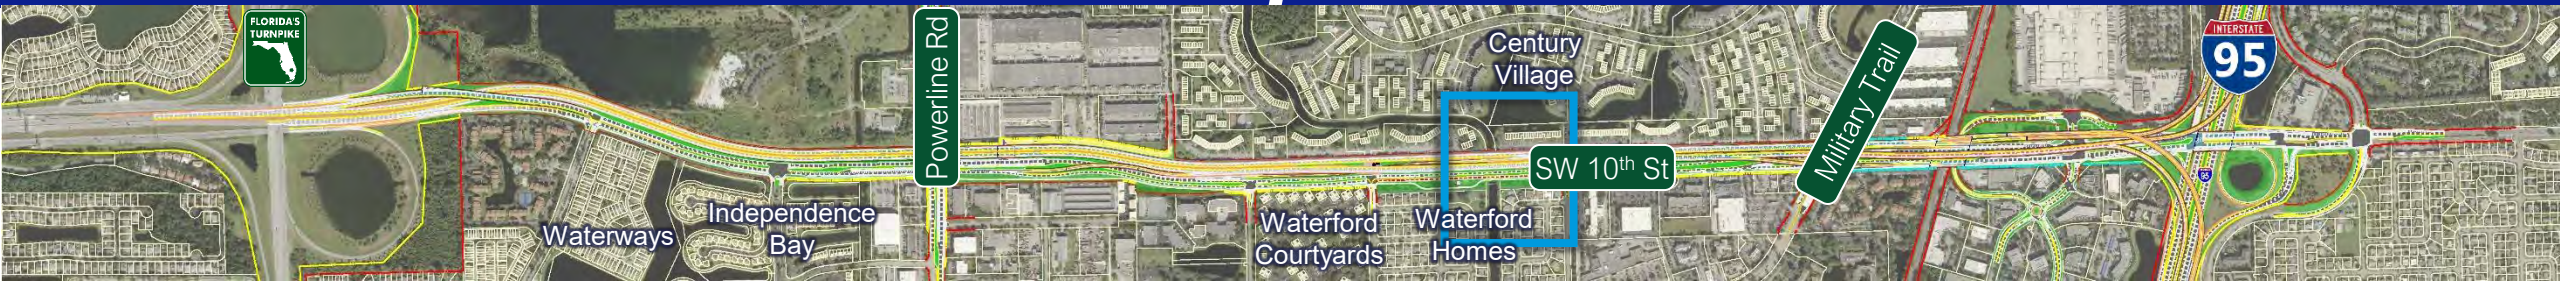 FLORIDA'S
TURNPIKE
Powerline Rd
Century
Village
Military Trail
INTERSTATE
95
SW 10th St
Independence
Bay
Waterways
Waterford
Courtyards
Waterford
Homes
95